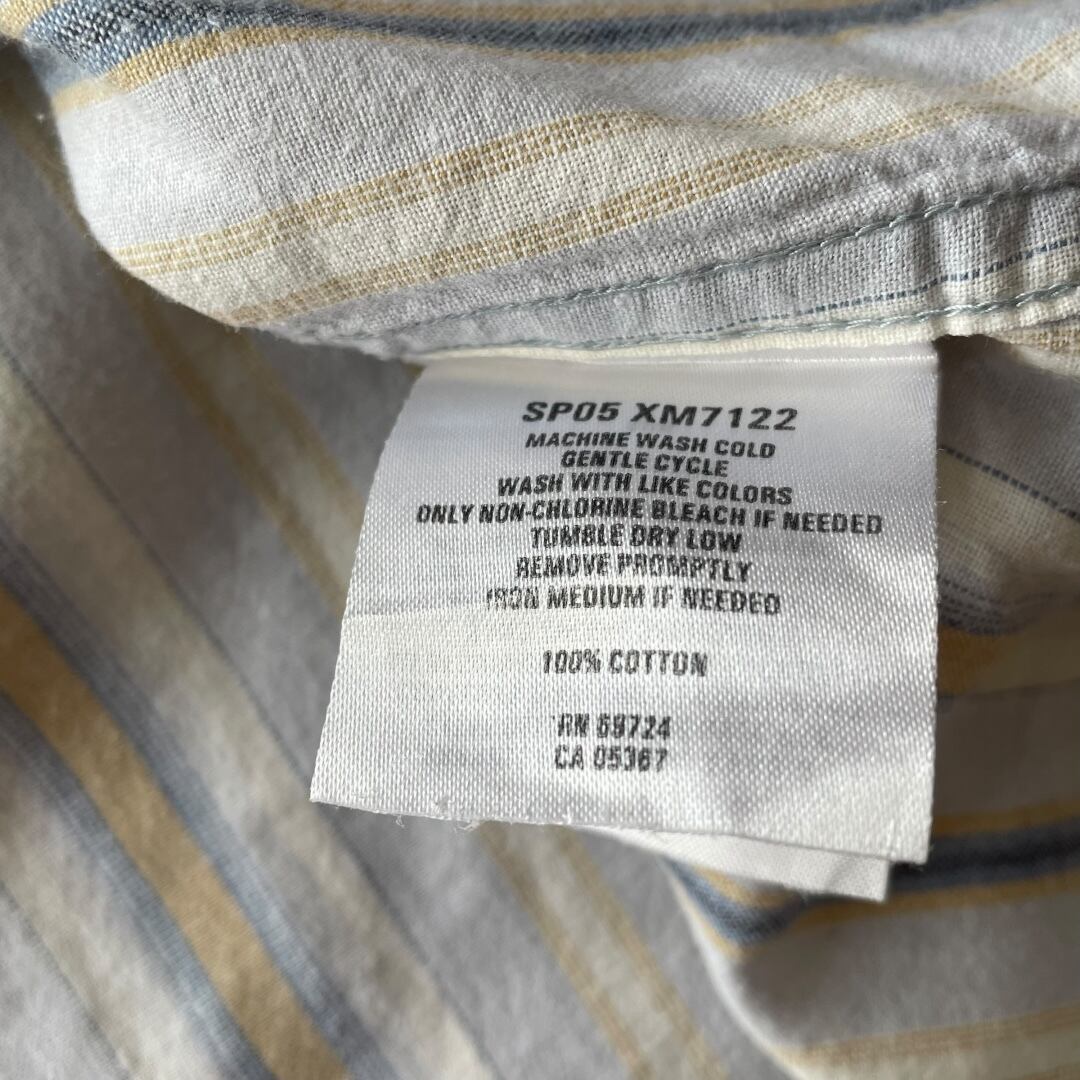 SP05 XM7122
MACHINE WASH COLD
GENTLE CYCLE
WASH WITH LIKE COLORS
ONLY NON-CHLORINE BLEACH IF NEEDED
TUMBLE DRY LOW
REMOVE PROMPTLY
IRON MEDIUM IF NEEDED
100% COTTON
RN 69724
CA 05367